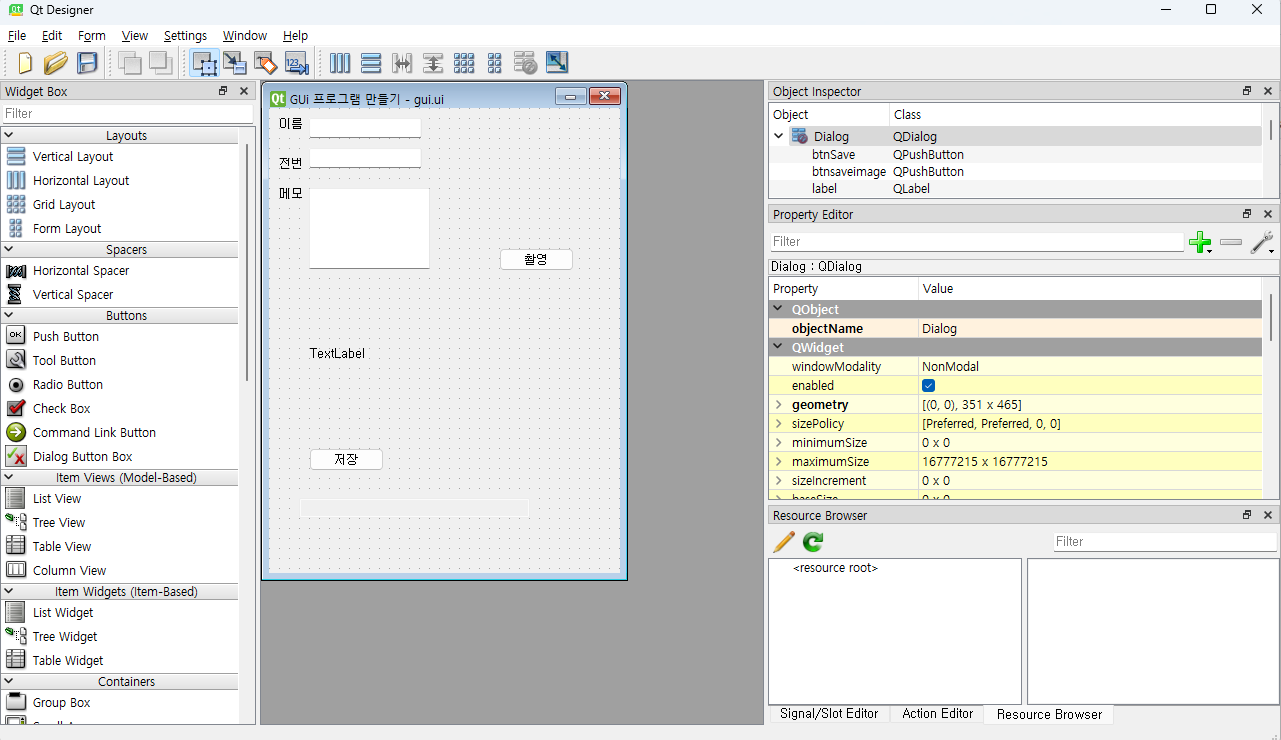 Qt Designer
File Edit Form View Settings Window Help
Widget Box
Filter
Layouts
Vertical Layout
Horizontal Layout
Grid Layout
Form Layout
Spacers
Horizontal Spacer
Vertical Spacer
Buttons
Push Button
Tool Button
Radio Button
Check Box
Command Link Button
Dialog Button Box
Item Views (Model-Based)
List View
Tree View
Table View
Column View
Item Widgets (Item-Based)
List Widget
Tree Widget
Table Widget
Containers
Group Box
GUI 프로그램 만들기 - gui.ui
이름
전번
메모
촬영
TextLabel
저장
Object Inspector
Object Class
Dialog QDialog
btnSave QPushButton
btnsaveimage QPushButton
label QLabel
Property Editor
Filter
Dialog : QDialog
Property Value
QObject
objectName Dialog
QWidget
windowModality NonModal
enabled
geometry [(0, 0), 351 x 465]
sizePolicy [Preferred, Preferred, 0, 0]
minimumSize 0 x 0
maximumSize 16777215 x 16777215
sizeIncrement 0 x 0
baseSize 0 x 0
Resource Browser
Filter
<resource root>
Signal/Slot Editor Action Editor Resource Browser